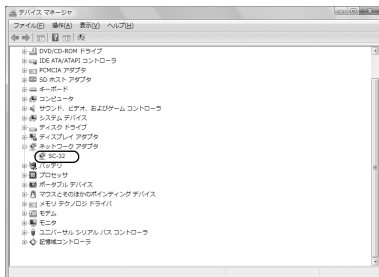 デバイス マネージャ
ファイル(F) 操作(A) 表示(V) ヘルプ(H)
DVD/CD-ROM ドライブ
IDE ATA/ATAPI コントローラ
PCMCIA アダプタ
SD ホスト アダプタ
キーボード
コンピュータ
サウンド、ビデオ、およびゲーム コントローラ
システム デバイス
ディスク ドライブ
ディスプレイ アダプタ
ネットワーク アダプタ
SC-32
バッテリ
プロセッサ
ポータブル デバイス
マウスとそのほかのポインティング デバイス
メモリ テクノロジ ドライバ
モデム
モニタ
ユニバーサル シリアル バス コントローラ
記憶域コントローラ